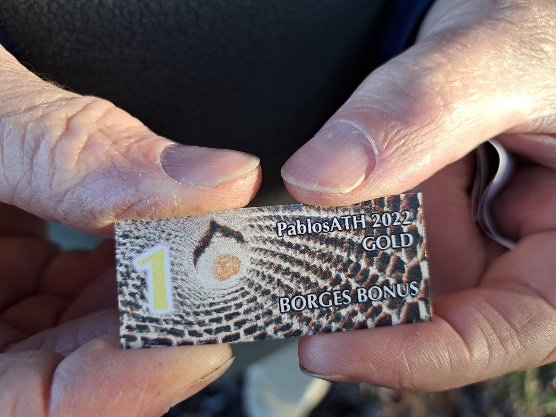 PablosATH 2022
GOLD
1
BORGES BONUS